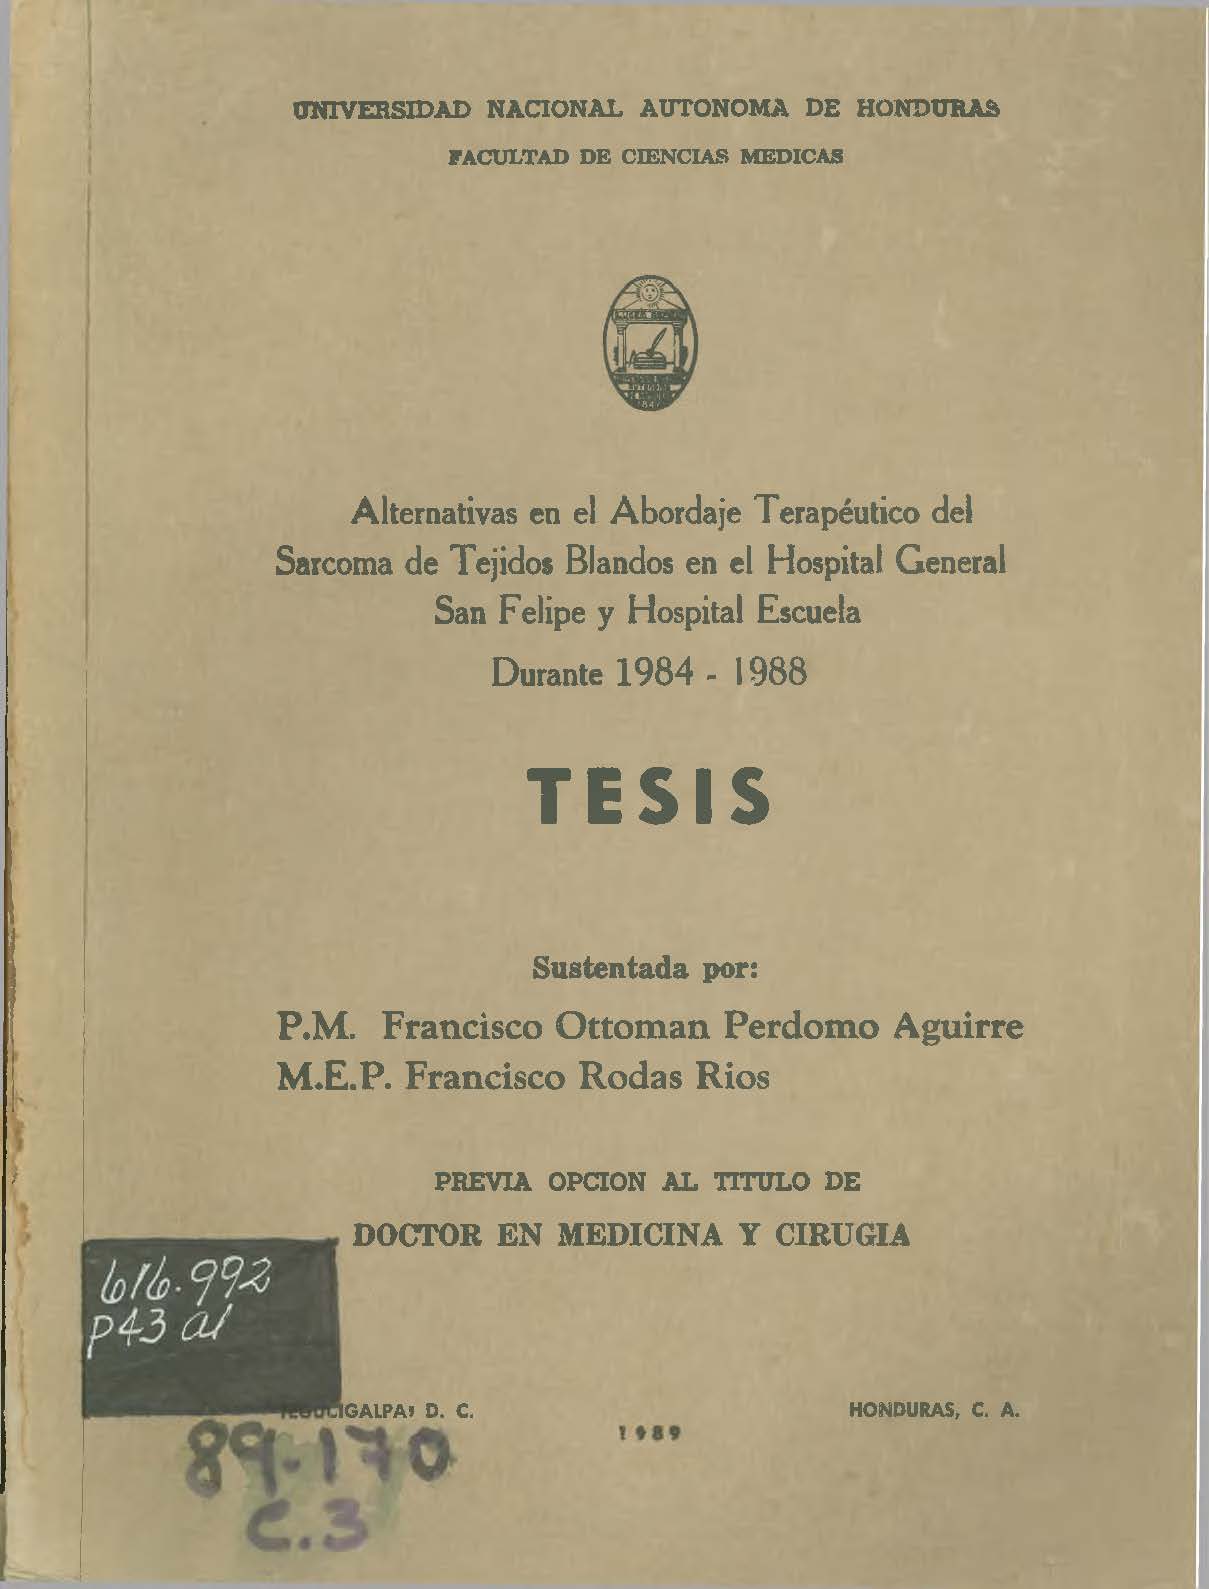 UNIVERSIDAD NACIONAL AUTONOMA DE HONDURAS
FACULTAD DE CIENCIAS MEDICAS
Alternativas en el Abordaje Terapéutico del
Sarcoma de Tejidos Blandos en el Hospital General
San Felipe y Hospital Escuela
Durante 1984 - 1988
TESIS
Sustentada por:
P.M. Francisco Ottoman Perdomo Aguirre
M.E.P. Francisco Rodas Rios
PREVIA OPCION AL TITULO DE
DOCTOR EN MEDICINA Y CIRUGIA
616.992
P43 al
D. C.
HONDURAS, C. A.
1989
89-170
C.3